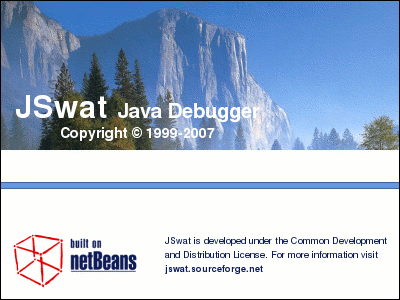 JSwat Java Debugger
Copyright © 1999-2007
built on
netBeans
JSwat is developed under the Common Development
and Distribution License. For more information visit
jswat.sourceforge.net